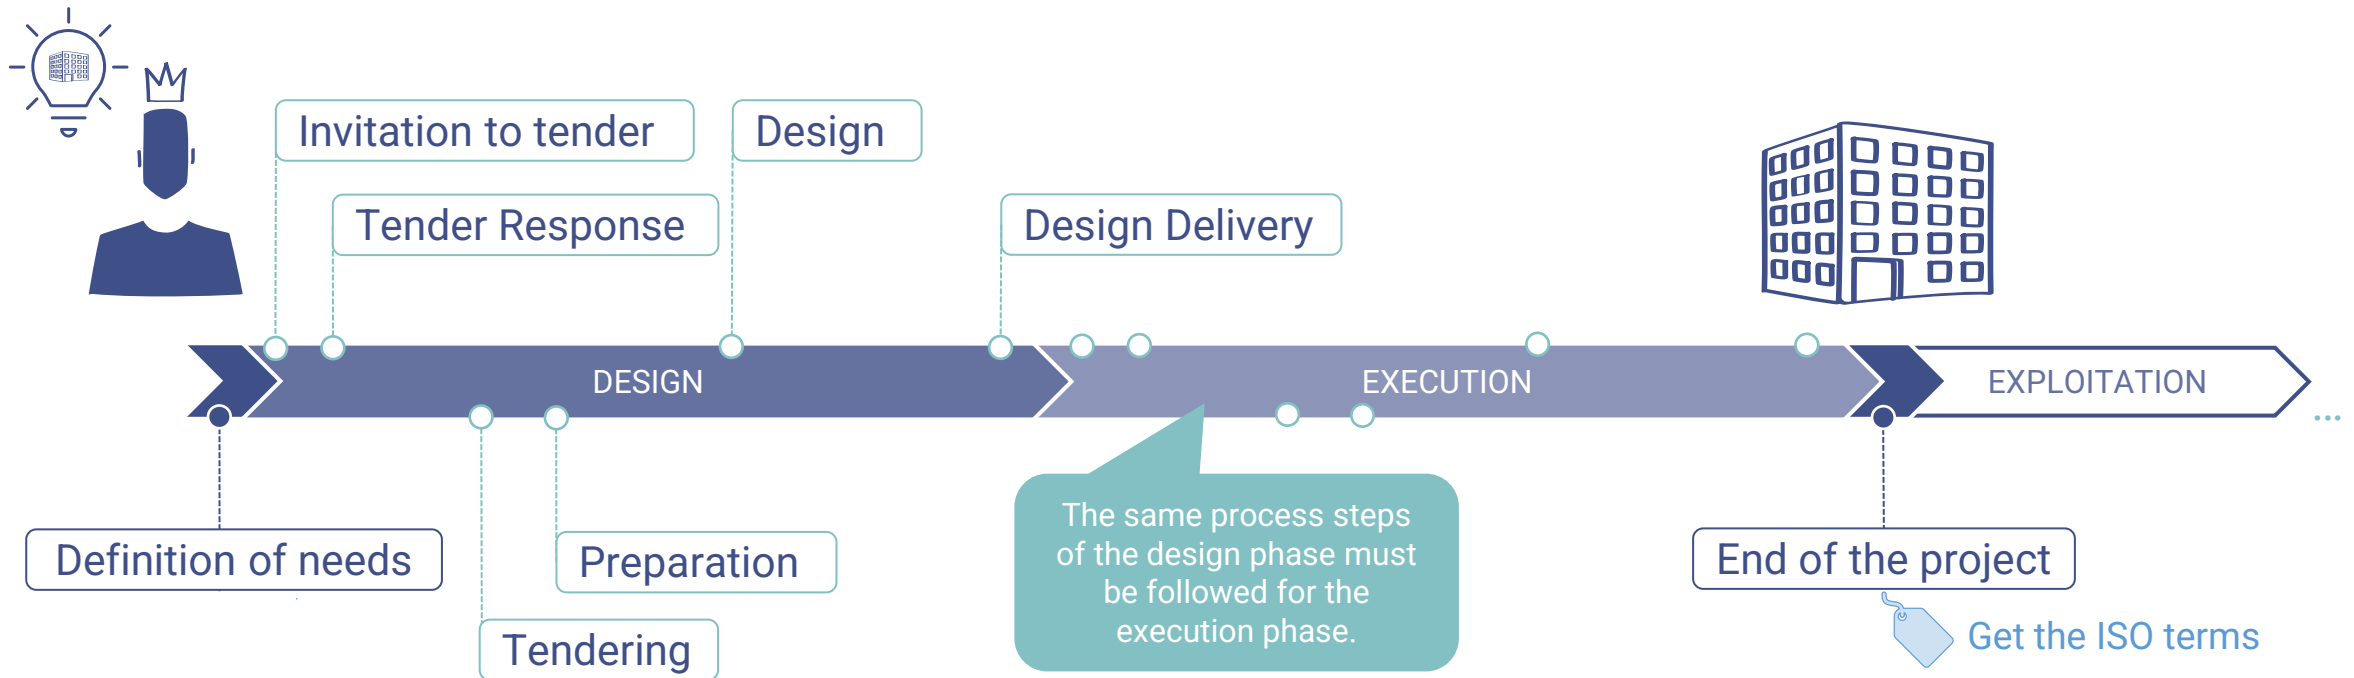 Invitation to tender
Design
Tender Response
Design Delivery
DESIGN
EXECUTION
EXPLOITATION
...
Definition of needs
Preparation
Tendering
The same process steps
of the design phase must
be followed for the
execution phase.
End of the project
Get the ISO terms